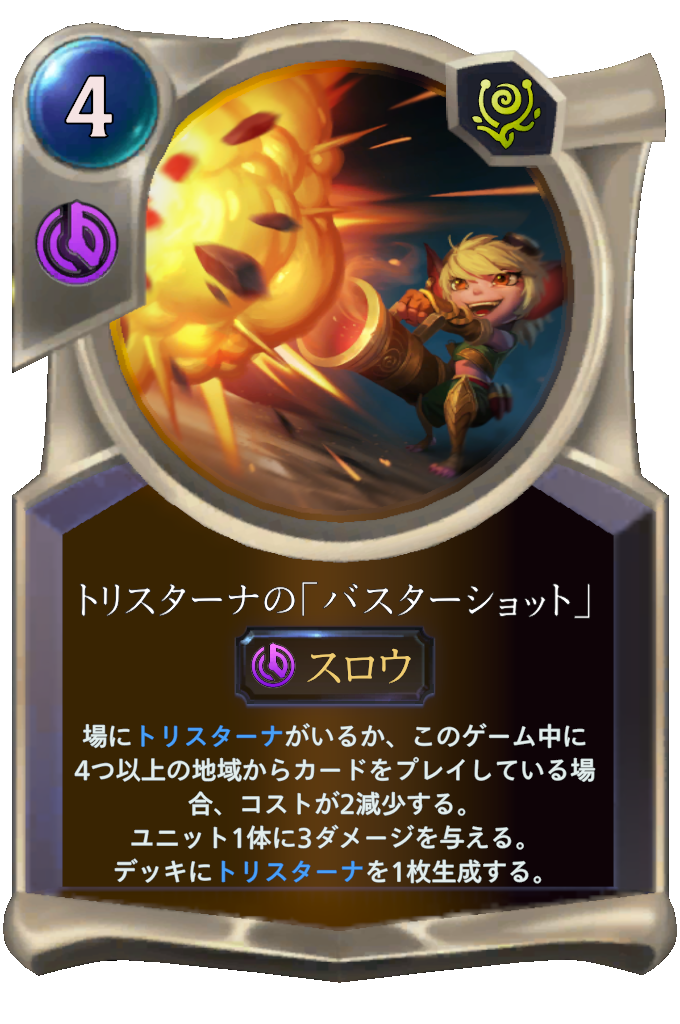 4
トリスターナの「バスターショット」
スロウ
場にトリスターナがいるか、このゲーム中に
4つ以上の地域からカードをプレイしている場
合、コストが2減少する。
ユニット1体に3ダメージを与える。
デッキにトリスターナを1枚生成する。